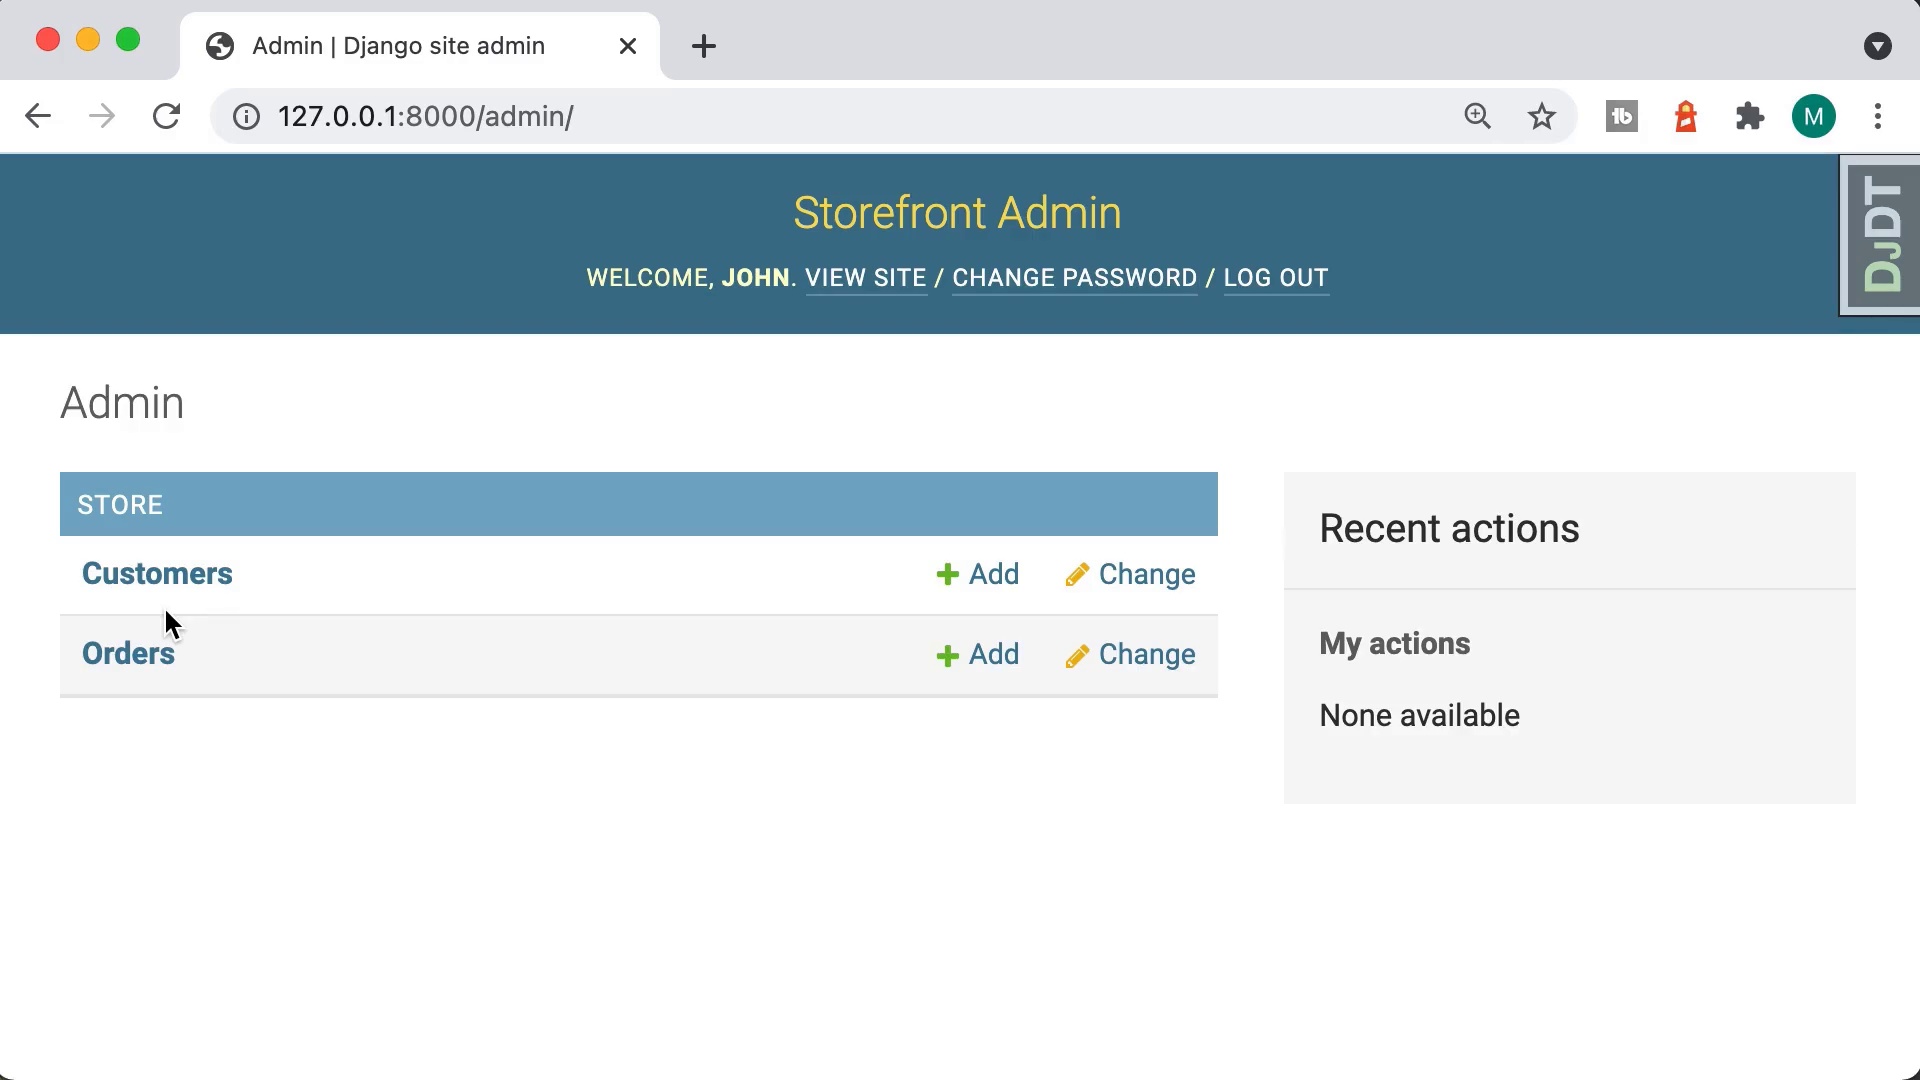 Admin | Django site admin
127.0.0.1:8000/admin/
tb
M
Storefront Admin
WELCOME, JOHN. VIEW SITE / CHANGE PASSWORD / LOG OUT
DJDT
Admin
STORE
Customers Add Change
Orders Add Change
Recent actions
My actions
None available